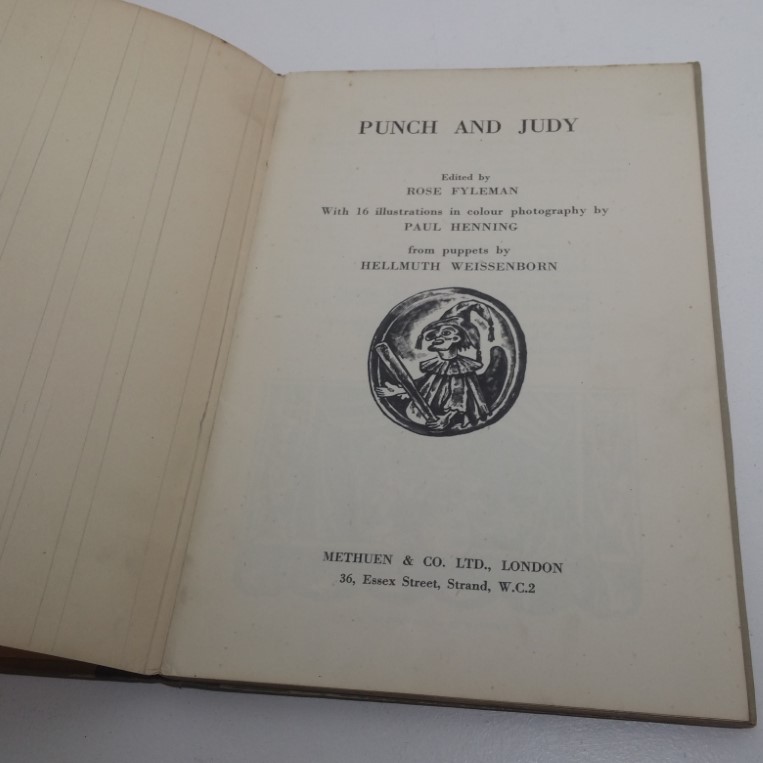 PUNCH AND JUDY
Edited by
ROSE FYLEMAN
With 16 illustrations in colour photography by
PAUL HENNING
from puppets by
HELLMUTH WEISSENBORN
METHUEN & CO. LTD., LONDON
36, Essex Street, Strand, W.C.2